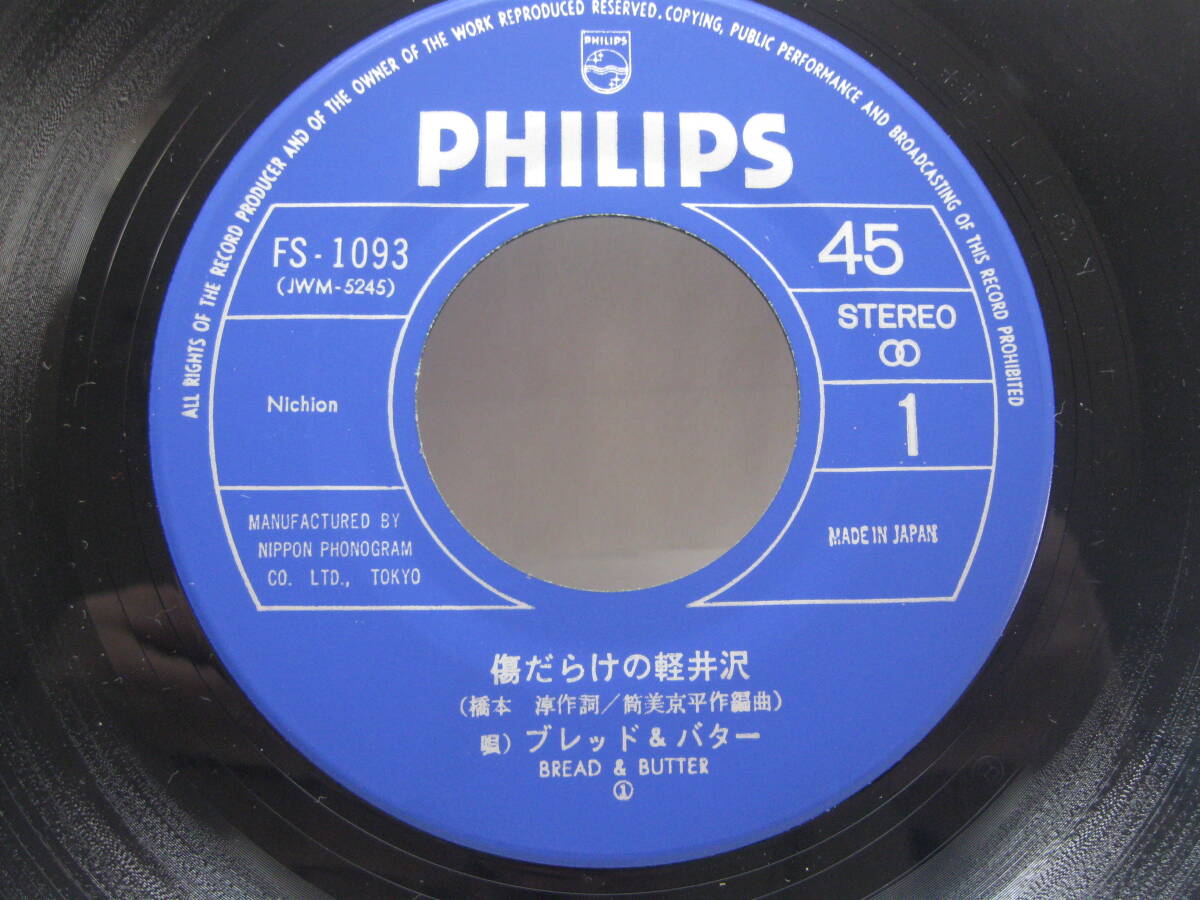 ALL RIGHTS OF THE RECORD PRODUCER AND OF THE OWNER OF THE WORK REPRODUCED RESERVED. COPYING, PUBLIC PERFORMANCE AND BROADCASTING OF THIS RECORD PROHIBITED
PHILIPS
PHILIPS
FS-1093
(JWM-5245)
Nichion
MANUFACTURED BY
NIPPON PHONOGRAM
CO. LTD., TOKYO
45
STEREO
1
MADE IN JAPAN
傷だらけの軽井沢
(橋本 淳作詞/筒美京平作編曲)
唄) ブレッド&バター
BREAD & BUTTER
①